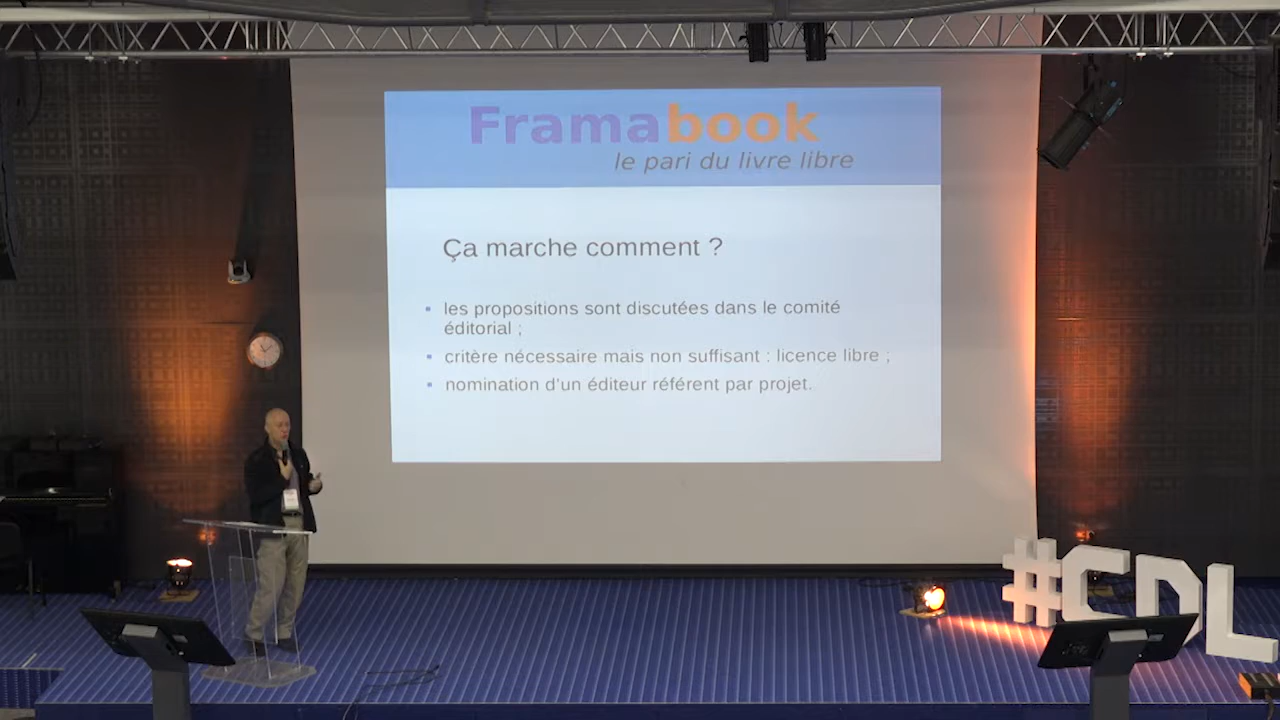 Framabook
le pari du livre libre
Ça marche comment ?
les propositions sont discutées dans le comité
éditorial ;
critère nécessaire mais non suffisant : licence libre ;
nomination d'un éditeur référent par projet.
#CDL